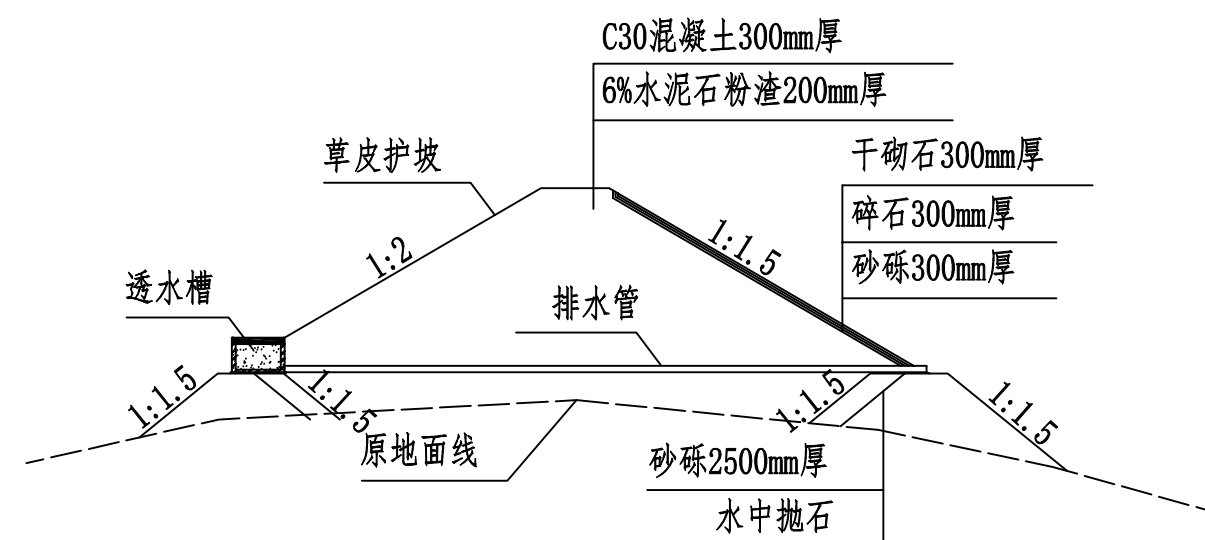 C30混凝土300mm厚
6%水泥石粉渣200mm厚
草皮护坡
干砌石300mm厚
碎石300mm厚
砂砾300mm厚
1:2
1:1.5
透水槽
排水管
1:1.5
1:1.5
1:1.5
1:1.5
原地面线
砂砾2500mm厚
水中抛石